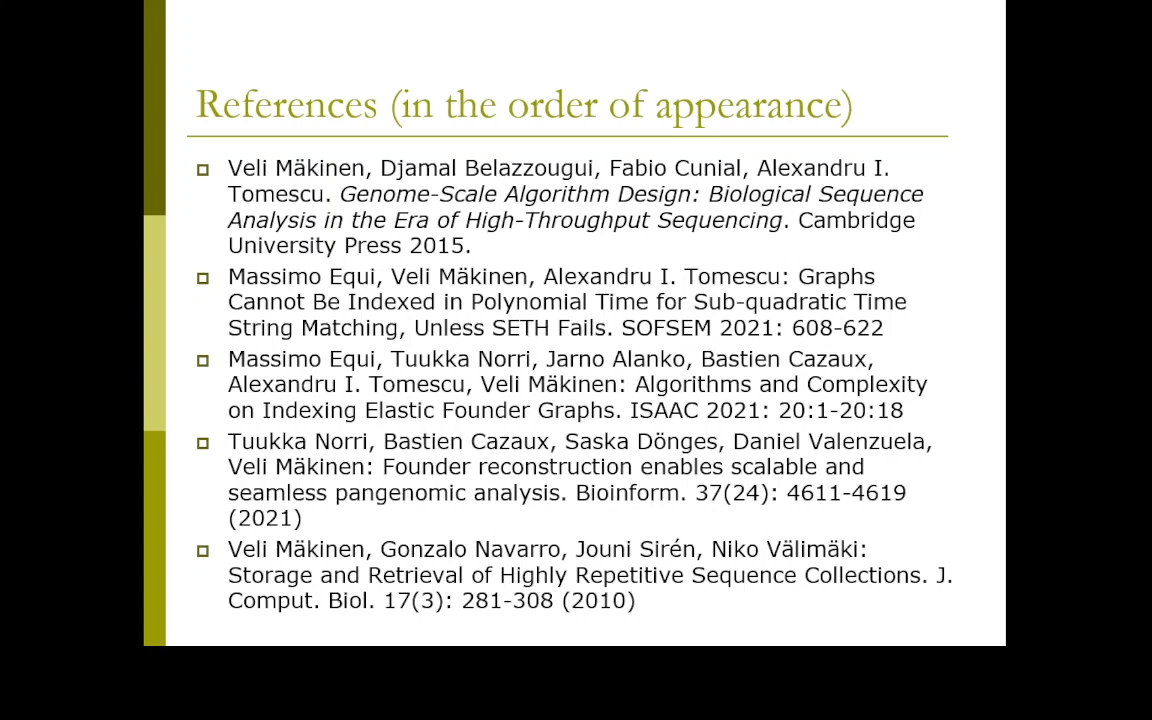 References (in the order of appearance)
Veli Mäkinen, Djamal Belazzougui, Fabio Cunial, Alexandru I.
Tomescu. Genome-Scale Algorithm Design: Biological Sequence
Analysis in the Era of High-Throughput Sequencing. Cambridge
University Press 2015.
Massimo Equi, Veli Mäkinen, Alexandru I. Tomescu: Graphs
Cannot Be Indexed in Polynomial Time for Sub-quadratic Time
String Matching, Unless SETH Fails. SOFSEM 2021: 608-622
Massimo Equi, Tuukka Norri, Jarno Alanko, Bastien Cazaux,
Alexandru I. Tomescu, Veli Mäkinen: Algorithms and Complexity
on Indexing Elastic Founder Graphs. ISAAC 2021: 20:1-20:18
Tuukka Norri, Bastien Cazaux, Saska Dönges, Daniel Valenzuela,
Veli Mäkinen: Founder reconstruction enables scalable and
seamless pangenomic analysis. Bioinform. 37(24): 4611-4619
(2021)
Veli Mäkinen, Gonzalo Navarro, Jouni Sirén, Niko Välimäki:
Storage and Retrieval of Highly Repetitive Sequence Collections. J.
Comput. Biol. 17(3): 281-308 (2010)